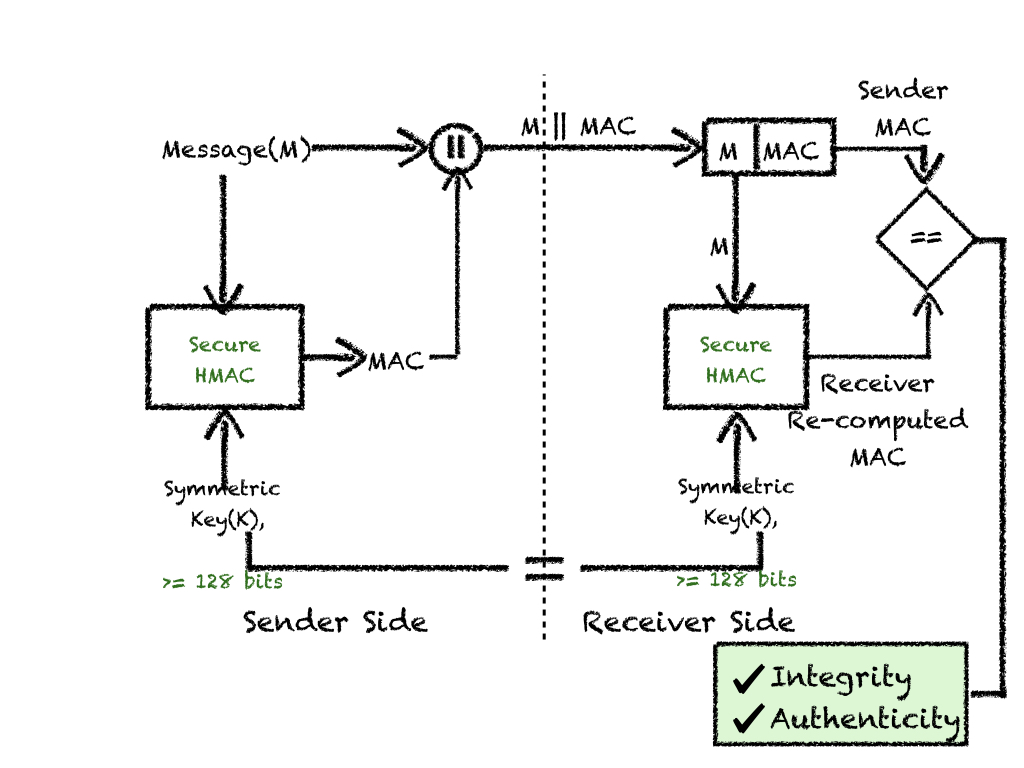 Sender
MAC
Message(M)
||
M || MAC
M | MAC
==
M
Secure
HMAC
MAC
Secure
HMAC
Receiver
Re-computed
MAC
Symmetric
Key(K),
>= 128 bits
=
Symmetric
Key(K),
>= 128 bits
Sender Side
Receiver Side
✓ Integrity
✓ Authenticity